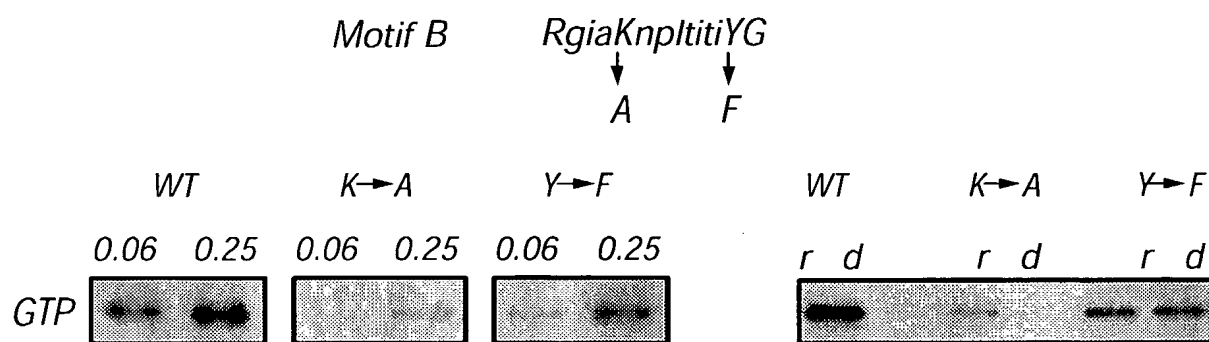 Motif B RgiaKnpltitiYG
A F
WT K→A Y→F WT K→A Y→F
0.06 0.25 0.06 0.25 0.06 0.25 r d r d r d
GTP